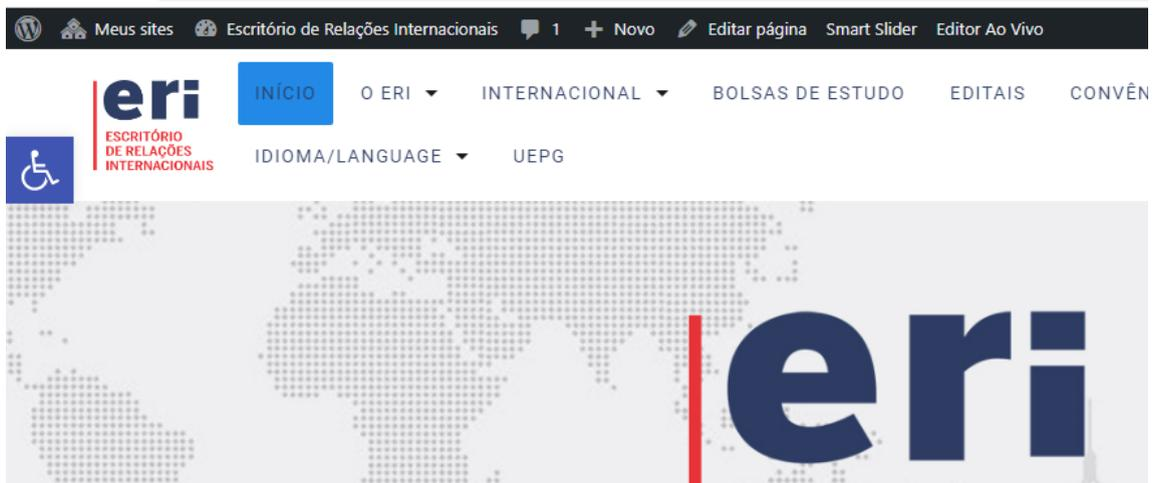 Meus sites Escritório de Relações Internacionais 1 Novo Editar página Smart Slider Editor Ao Vivo
eri
ESCRITÓRIO
DE RELAÇÕES
INTERNACIONAIS
INÍCIO O ERI INTERNACIONAL BOLSAS DE ESTUDO EDITAIS CONVÊN
IDIOMA/LANGUAGE UEPG
eri